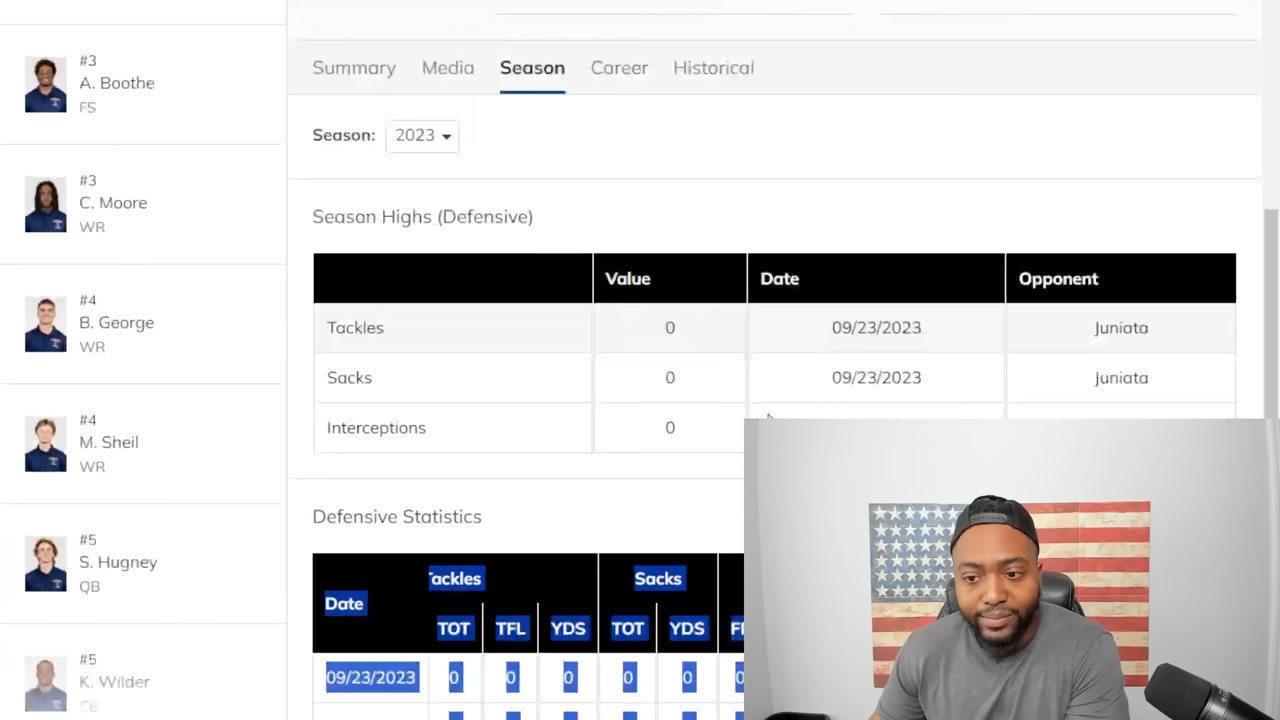 #3
A. Boothe
FS
#3
C. Moore
WR
#4
B. George
WR
#4
M. Sheil
WR
#5
S. Hugney
QB
#5
K. Wilder
CB
Summary Media Season Career Historical
Season: 2023
Season Highs (Defensive)
Value Date Opponent
Tackles 0 09/23/2023 Juniata
Sacks 0 09/23/2023 Juniata
Interceptions 0
Defensive Statistics
Tackles Sacks
Date
TOT TFL YDS TOT YDS
09/23/2023 0 0 0 0 0 0